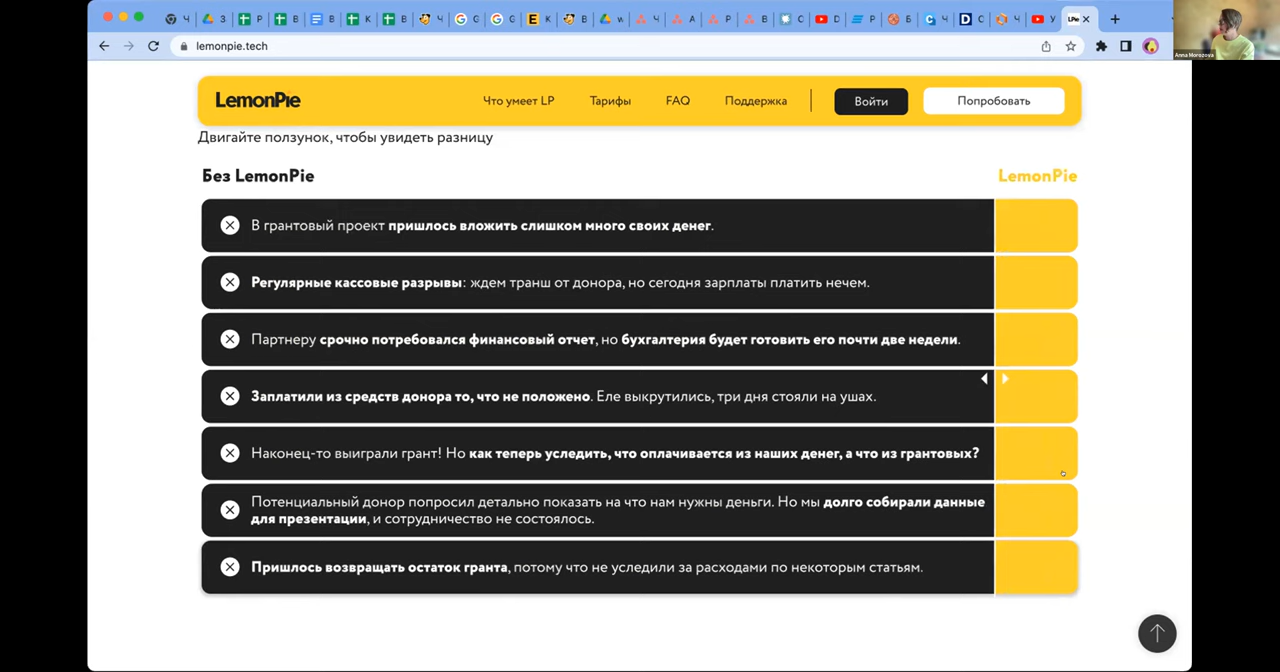 Ч
З
Р
В
В
К
В
Ч
С
С
К
В
w
Ч
А
Р
В
С
D
Р
Б
Ч
С
Ч
У
LPie
lemonpie.tech
Anna Morozova
LemonPie
Что умеет LP
Тарифы
FAQ
Поддержка
Войти
Попробовать
Двигайте ползунок, чтобы увидеть разницу
Без LemonPie
LemonPie
В грантовый проект пришлось вложить слишком много своих денег.
Регулярные кассовые разрывы: ждем транш от донора, но сегодня зарплаты платить нечем.
Партнеру срочно потребовался финансовый отчет, но бухгалтерия будет готовить его почти две недели.
Заплатили из средств донора то, что не положено. Еле выкрутились, три дня стояли на ушах.
Наконец-то выиграли грант! Но как теперь уследить, что оплачивается из наших денег, а что из грантовых?
Потенциальный донор попросил детально показать на что нам нужны деньги. Но мы долго собирали данные
для презентации, и сотрудничество не состоялось.
Пришлось возвращать остаток гранта, потому что не уследили за расходами по некоторым статьям.